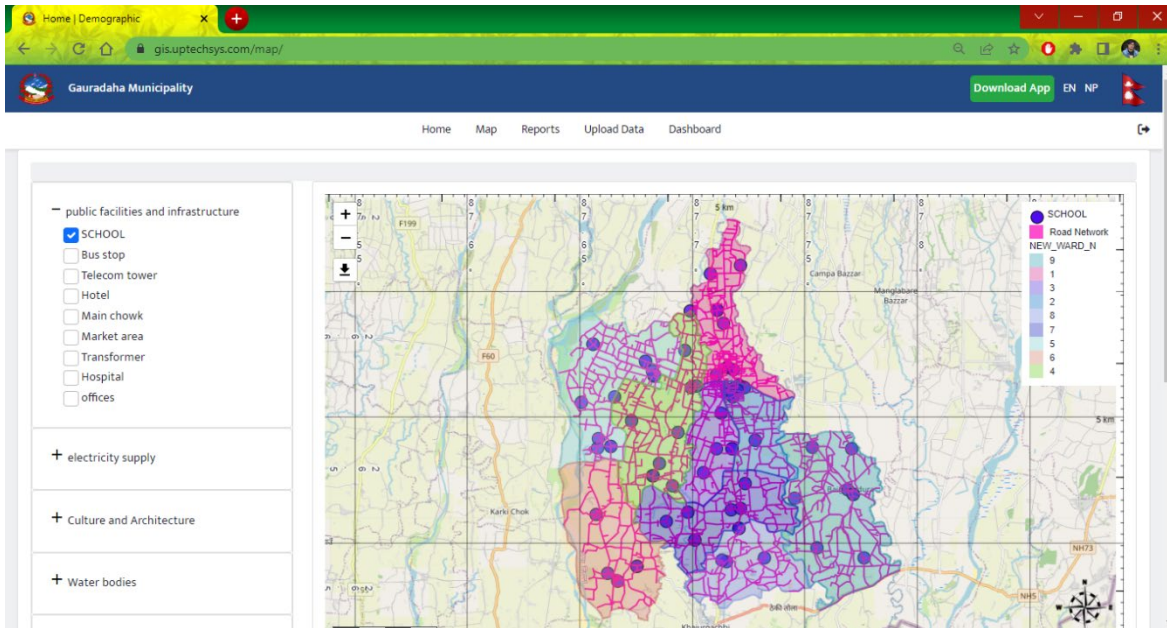 Home | Demographic
gis.uptechsys.com/map/
Gauradaha Municipality
Download App EN NP
Home Map Reports Upload Data Dashboard
public facilities and infrastructure
SCHOOL
Bus stop
Telecom tower
Hotel
Main chowk
Market area
Transformer
Hospital
offices
electricity supply
Culture and Architecture
Water bodies
5 km
F199
Campa Bazzar
Manglabare
Bazzar
F60
Karki Chok
5 km
NH73
NH5
SCHOOL
Road Network
NEW_WARD_N
9
1
3
2
8
7
5
6
4